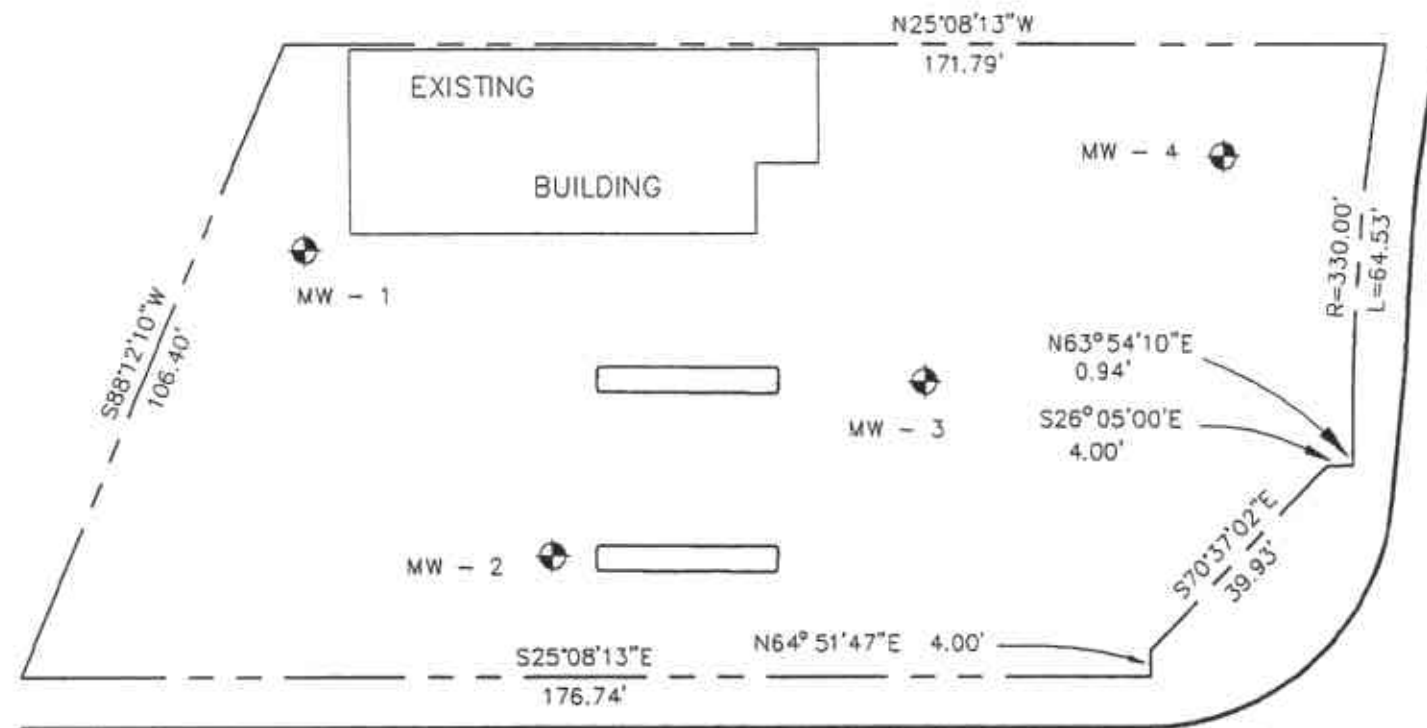 N25°08'13"W
171.79'
EXISTING
BUILDING
MW - 4
MW - 1
R=330.00'
L=64.53'
S88°12'10"W
106.40'
N63°54'10"E
0.94'
S26°05'00'E
4.00'
MW - 3
S70°37'02"E
39.93'
MW - 2
N64°51'47"E 4.00'
S25°08'13"E
176.74'